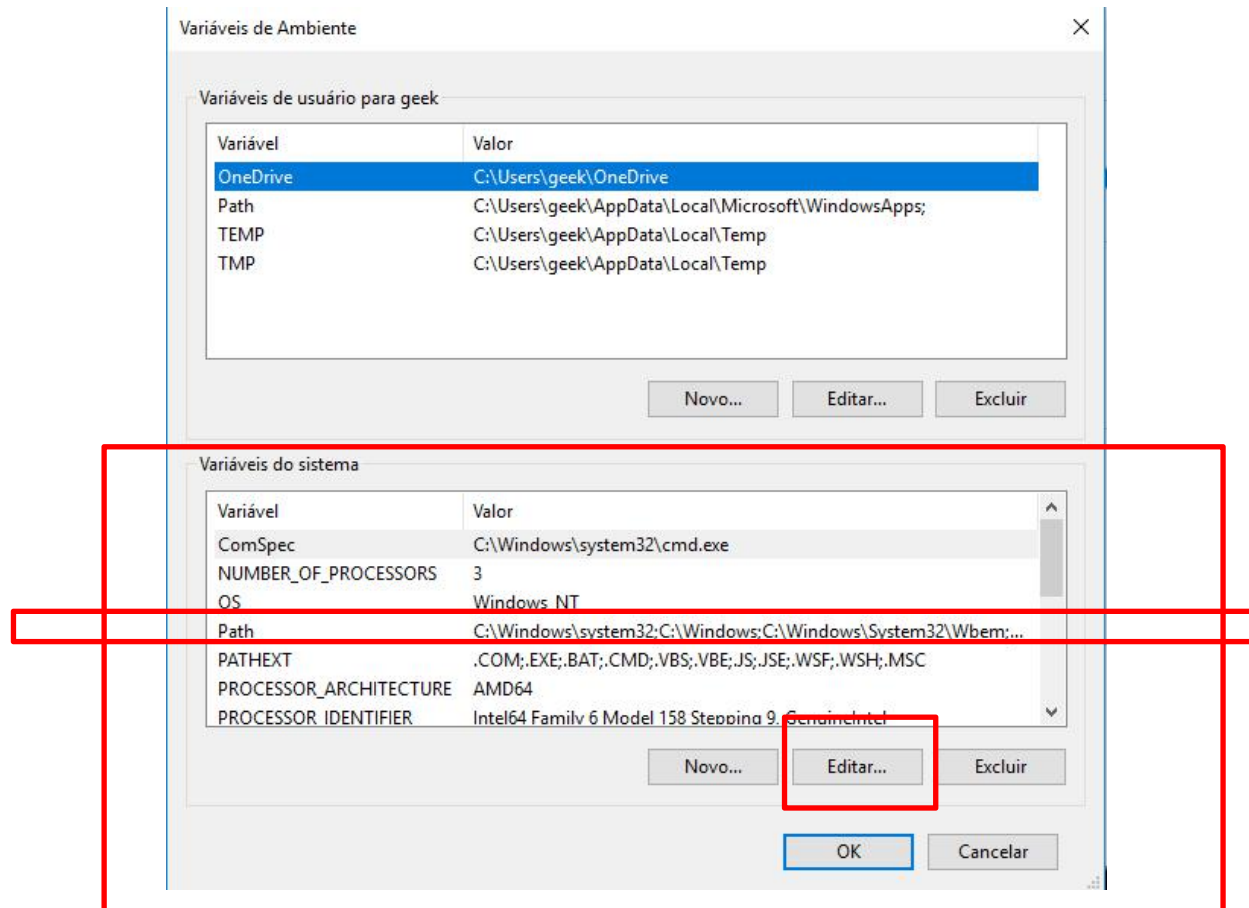 Variáveis de Ambiente
Variáveis de usuário para geek
Variável Valor
OneDrive C:\Users\geek\OneDrive
Path C:\Users\geek\AppData\Local\Microsoft\WindowsApps;
TEMP C:\Users\geek\AppData\Local\Temp
TMP C:\Users\geek\AppData\Local\Temp
Novo... Editar... Excluir
Variáveis do sistema
Variável Valor
ComSpec C:\Windows\system32\cmd.exe
NUMBER_OF_PROCESSORS 3
OS Windows_NT
Path C:\Windows\system32;C:\Windows;C:\Windows\System32\Wbem;...
PATHEXT .COM;.EXE;.BAT;.CMD;.VBS;.VBE;.JS;.JSE;.WSF;.WSH;.MSC
PROCESSOR_ARCHITECTURE AMD64
PROCESSOR_IDENTIFIER Intel64 Family 6 Model 158 Stepping 9, GenuineIntel
Novo... Editar... Excluir
OK Cancelar